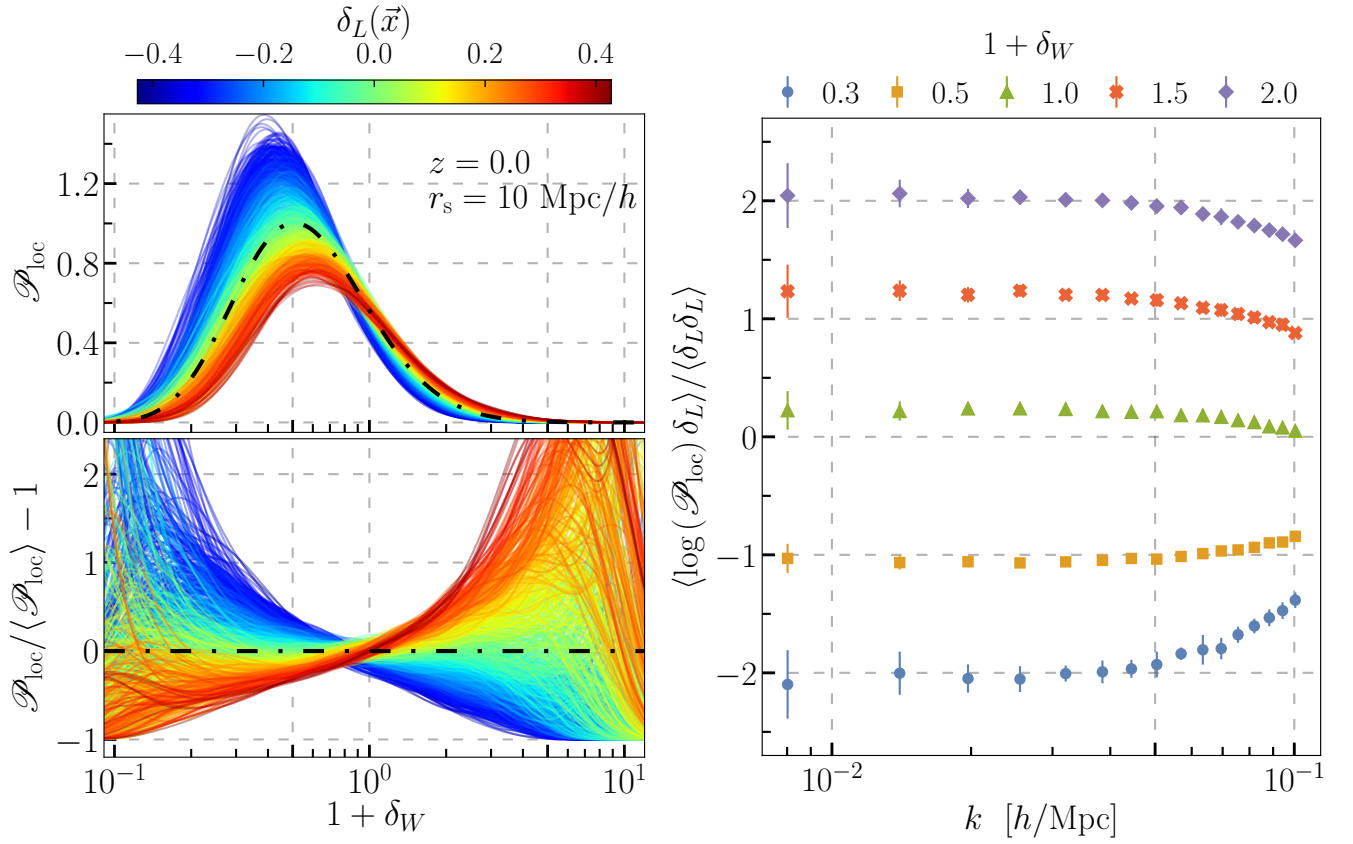 δ_L(x⃗)
−0.4 −0.2 0.0 0.2 0.4
z = 0.0
r_s = 10 Mpc/h
𝒫_loc
1.2
0.8
0.4
0.0
𝒫_loc/⟨𝒫_loc⟩ − 1
2
1
0
−1
10^−1 10^0 10^1
1 + δ_W
1 + δ_W
0.3 0.5 1.0 1.5 2.0
⟨log (𝒫_loc) δ_L⟩/⟨δ_L δ_L⟩
2
1
0
−1
−2
10^−2 10^−1
k [h/Mpc]